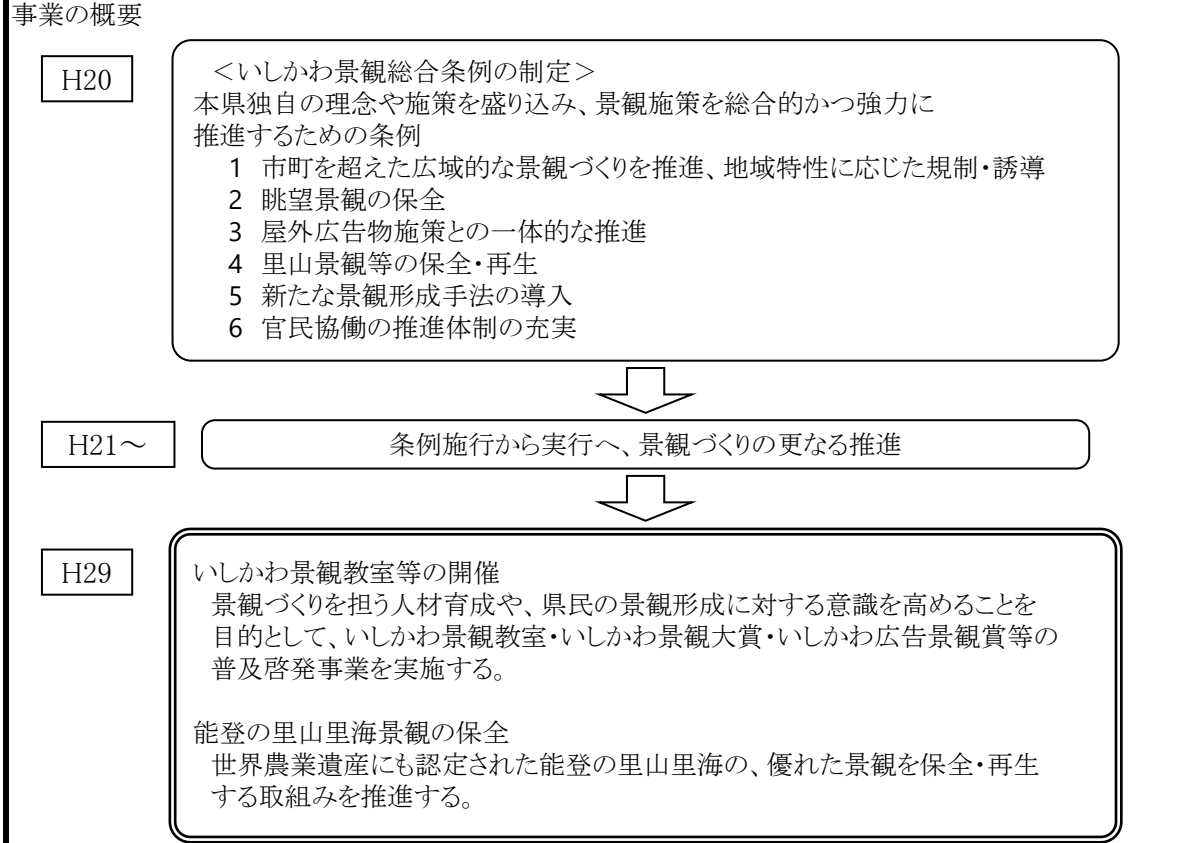 事業の概要
H20
＜いしかわ景観総合条例の制定＞
本県独自の理念や施策を盛り込み、景観施策を総合的かつ強力に
推進するための条例
1 市町を超えた広域的な景観づくりを推進、地域特性に応じた規制・誘導
2 眺望景観の保全
3 屋外広告物施策との一体的な推進
4 里山景観等の保全・再生
5 新たな景観形成手法の導入
6 官民協働の推進体制の充実
H21～
条例施行から実行へ、景観づくりの更なる推進
H29
いしかわ景観教室等の開催
景観づくりを担う人材育成や、県民の景観形成に対する意識を高めることを
目的として、いしかわ景観教室・いしかわ景観大賞・いしかわ広告景観賞等の
普及啓発事業を実施する。
能登の里山里海景観の保全
世界農業遺産にも認定された能登の里山里海の、優れた景観を保全・再生
する取組みを推進する。